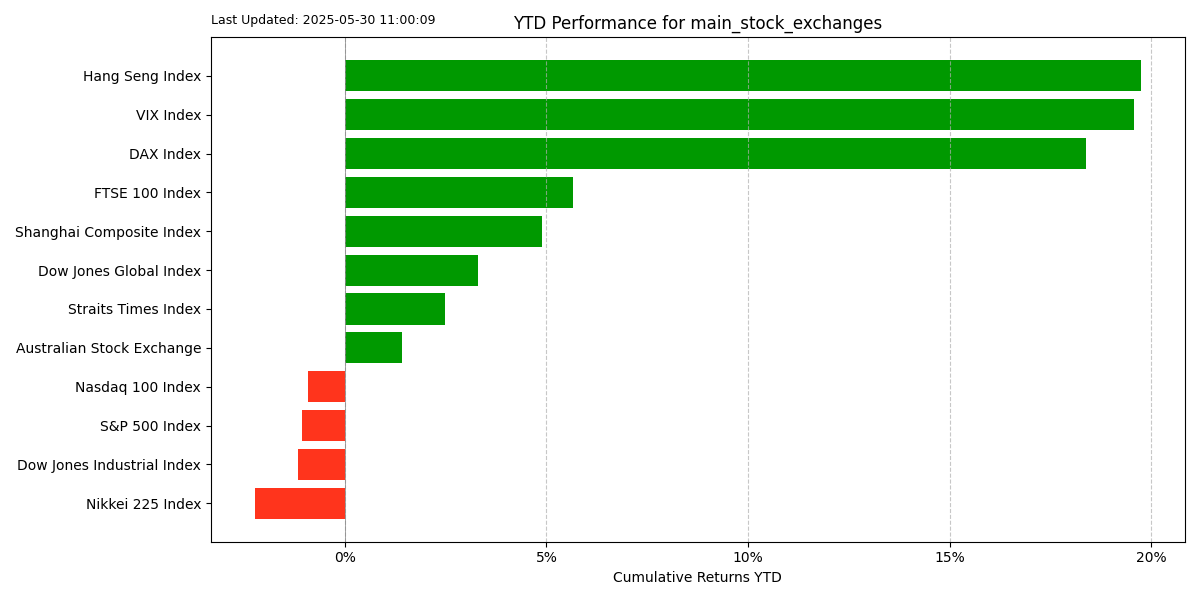 Last Updated: 2025-05-30 11:00:09
YTD Performance for main_stock_exchanges
Hang Seng Index
VIX Index
DAX Index
FTSE 100 Index
Shanghai Composite Index
Dow Jones Global Index
Straits Times Index
Australian Stock Exchange
Nasdaq 100 Index
S&P 500 Index
Dow Jones Industrial Index
Nikkei 225 Index
0% 5% 10% 15% 20%
Cumulative Returns YTD